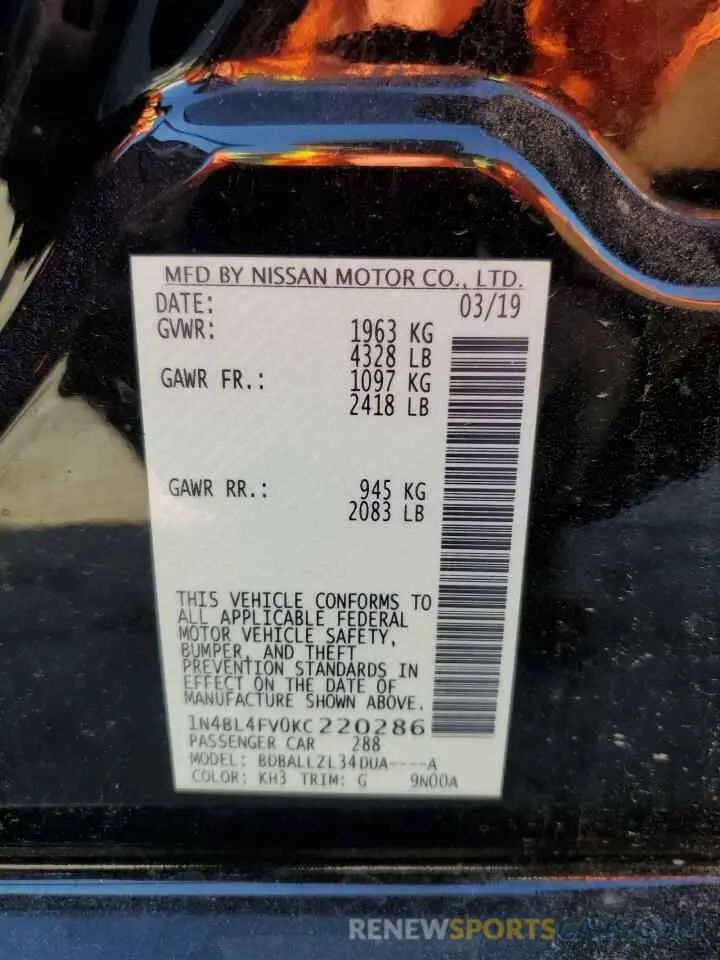 MFD BY NISSAN MOTOR CO., LTD.
DATE: 03/19
GVWR: 1963 KG
4328 LB
GAWR FR.: 1097 KG
2418 LB
GAWR RR.: 945 KG
2083 LB
THIS VEHICLE CONFORMS TO
ALL APPLICABLE FEDERAL
MOTOR VEHICLE SAFETY,
BUMPER, AND THEFT
PREVENTION STANDARDS IN
EFFECT ON THE DATE OF
MANUFACTURE SHOWN ABOVE.
1N4BL4FV0KC220286
PASSENGER CAR 288
MODEL: BDBALLZL34DUA----A
COLOR: KH3 TRIM: G 9N00A
RENEWSPORTSCARS.COM